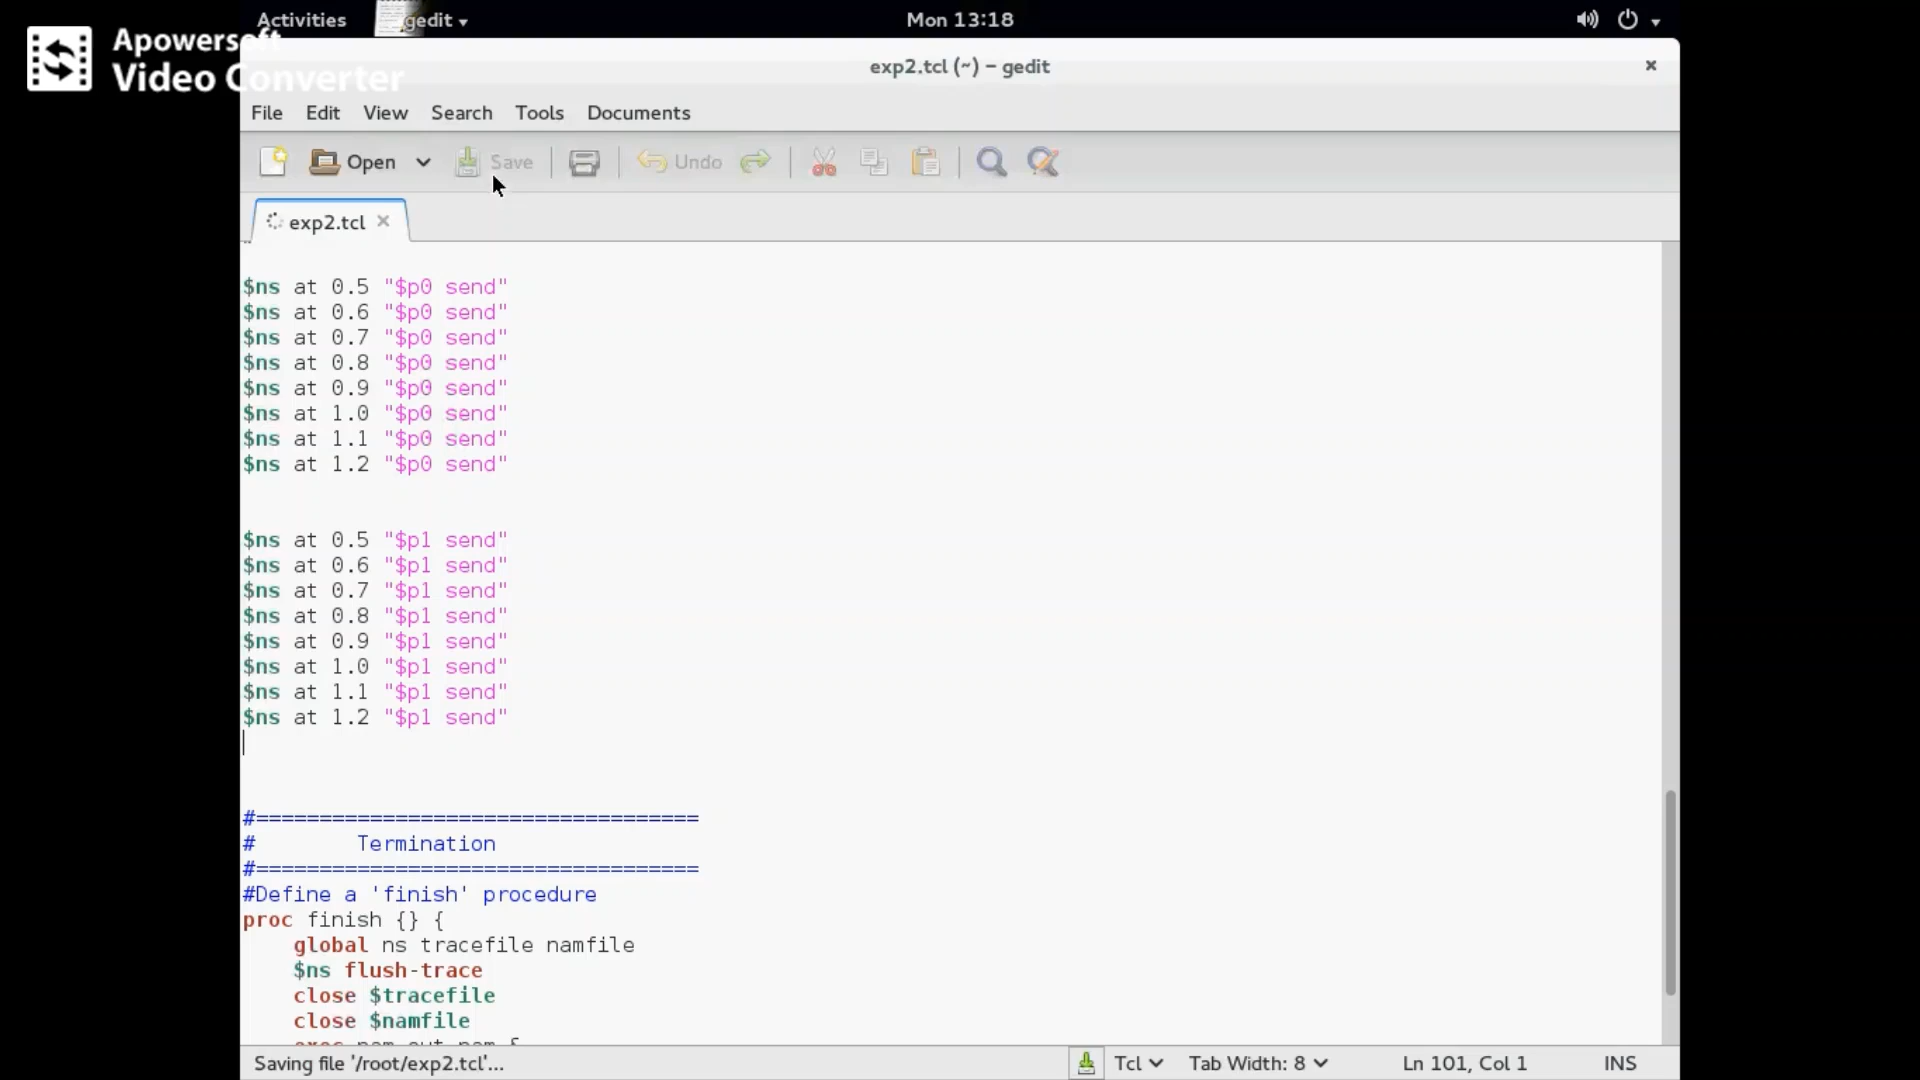 Activities gedit Mon 13:18
Apowersoft
Video Converter
exp2.tcl (~) – gedit
File Edit View Search Tools Documents
Open Save Undo
exp2.tcl
$ns at 0.5 "$p0 send"
$ns at 0.6 "$p0 send"
$ns at 0.7 "$p0 send"
$ns at 0.8 "$p0 send"
$ns at 0.9 "$p0 send"
$ns at 1.0 "$p0 send"
$ns at 1.1 "$p0 send"
$ns at 1.2 "$p0 send"
$ns at 0.5 "$p1 send"
$ns at 0.6 "$p1 send"
$ns at 0.7 "$p1 send"
$ns at 0.8 "$p1 send"
$ns at 0.9 "$p1 send"
$ns at 1.0 "$p1 send"
$ns at 1.1 "$p1 send"
$ns at 1.2 "$p1 send"
#===================================
#        Termination
#===================================
#Define a 'finish' procedure
proc finish {} {
    global ns tracefile namfile
    $ns flush-trace
    close $tracefile
    close $namfile
    exec nam out.nam &
Saving file '/root/exp2.tcl'... Tcl Tab Width: 8 Ln 101, Col 1 INS